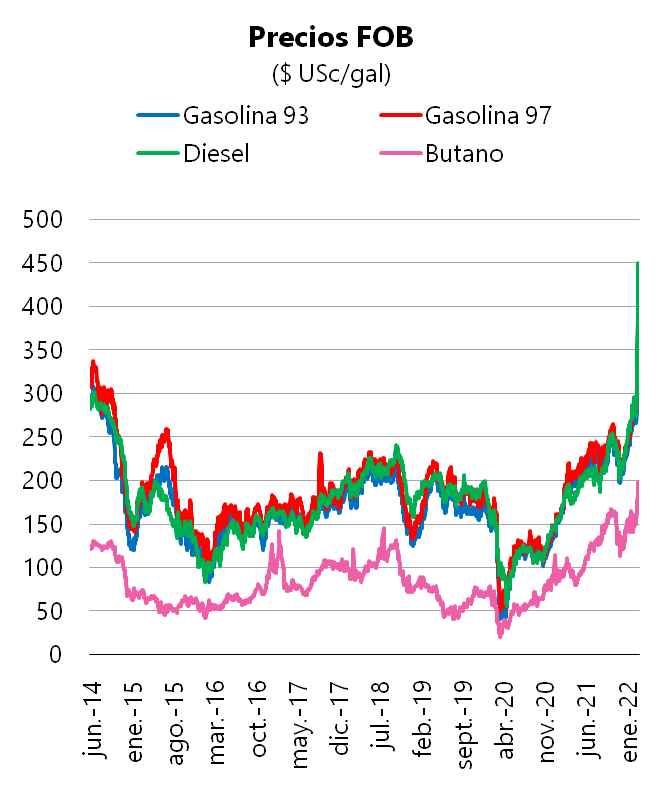 Precios FOB
($ USc/gal)
Gasolina 93 Gasolina 97
Diesel Butano
500
450
400
350
300
250
200
150
100
50
0
jun.-14 ene.-15 ago.-15 mar.-16 oct.-16 may.-17 dic.-17 jul.-18 feb.-19 sept.-19 abr.-20 nov.-20 jun.-21 ene.-22